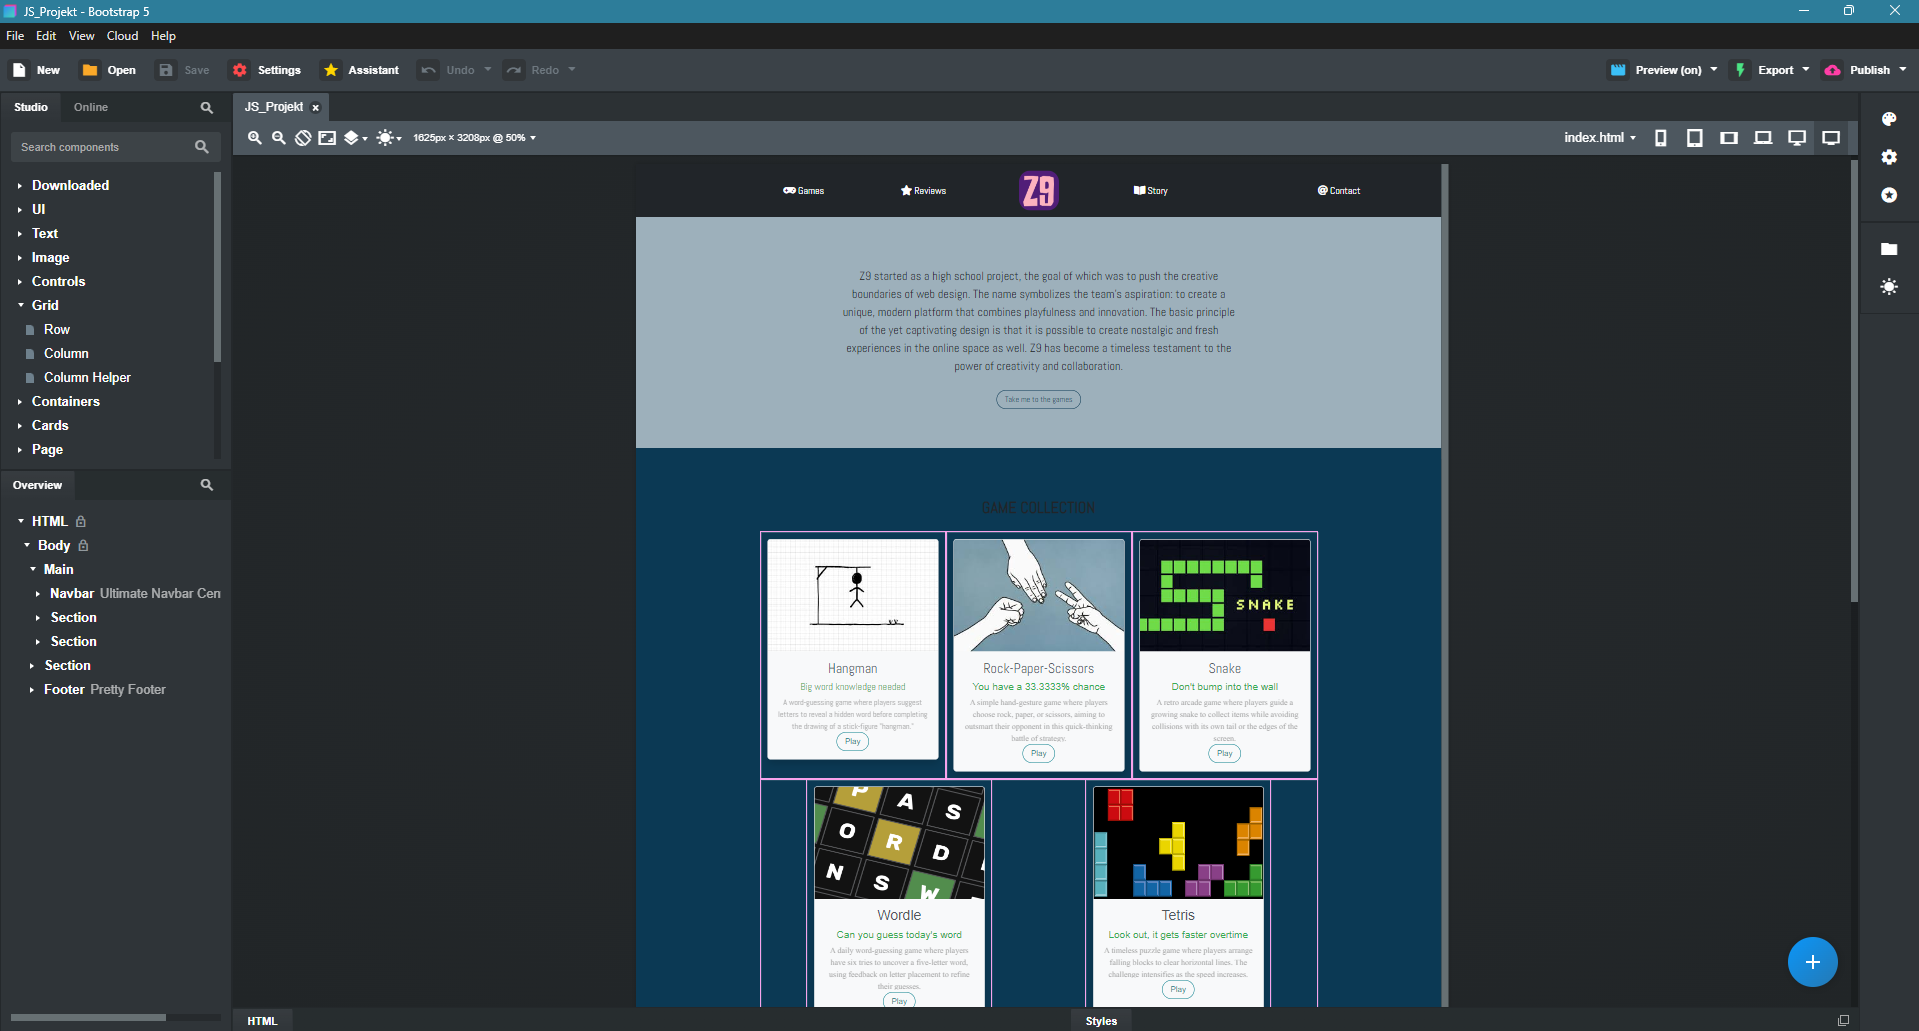 JS_Projekt - Bootstrap 5
File Edit View Cloud Help
New Open Save Settings Assistant Undo Redo Preview (on) Export Publish
Studio Online
JS_Projekt
Search components
1625px × 3208px @ 50%
index.html
Downloaded
UI
Text
Image
Controls
Grid
Row
Column
Column Helper
Containers
Cards
Page
Overview
HTML
Body
Main
Navbar Ultimate Navbar Cen
Section
Section
Section
Footer Pretty Footer
Games Reviews Z9 Story Contact
Z9 started as a high school project, the goal of which was to push the creative
boundaries of web design. The name symbolizes the team's aspiration: to create a
unique, modern platform that combines playfulness and innovation. The basic principle
of the yet captivating design is that it is possible to create nostalgic and fresh
experiences in the online space as well. Z9 has become a timeless testament to the
power of creativity and collaboration.
Take me to the games
GAME COLLECTION
Hangman
Big word knowledge needed
A word-guessing game where players suggest
letters to reveal a hidden word before completing
the drawing of a stick-figure "hangman."
Play
Rock-Paper-Scissors
You have a 33.3333% chance
A simple hand-gesture game where players
choose rock, paper, or scissors, aiming to
outsmart their opponent in this quick-thinking
battle of strategy.
Play
SNAKE
Snake
Don't bump into the wall
A retro arcade game where players guide a
growing snake to collect items while avoiding
collisions with its own tail or the edges of the
screen.
Play
P A S
O R D
N S W
Wordle
Can you guess today's word
A daily word-guessing game where players
have six tries to uncover a five-letter word,
using feedback on letter placement to refine
their guesses.
Play
Tetris
Look out, it gets faster overtime
A timeless puzzle game where players arrange
falling blocks to clear horizontal lines. The
challenge intensifies as the speed increases.
Play
HTML
Styles